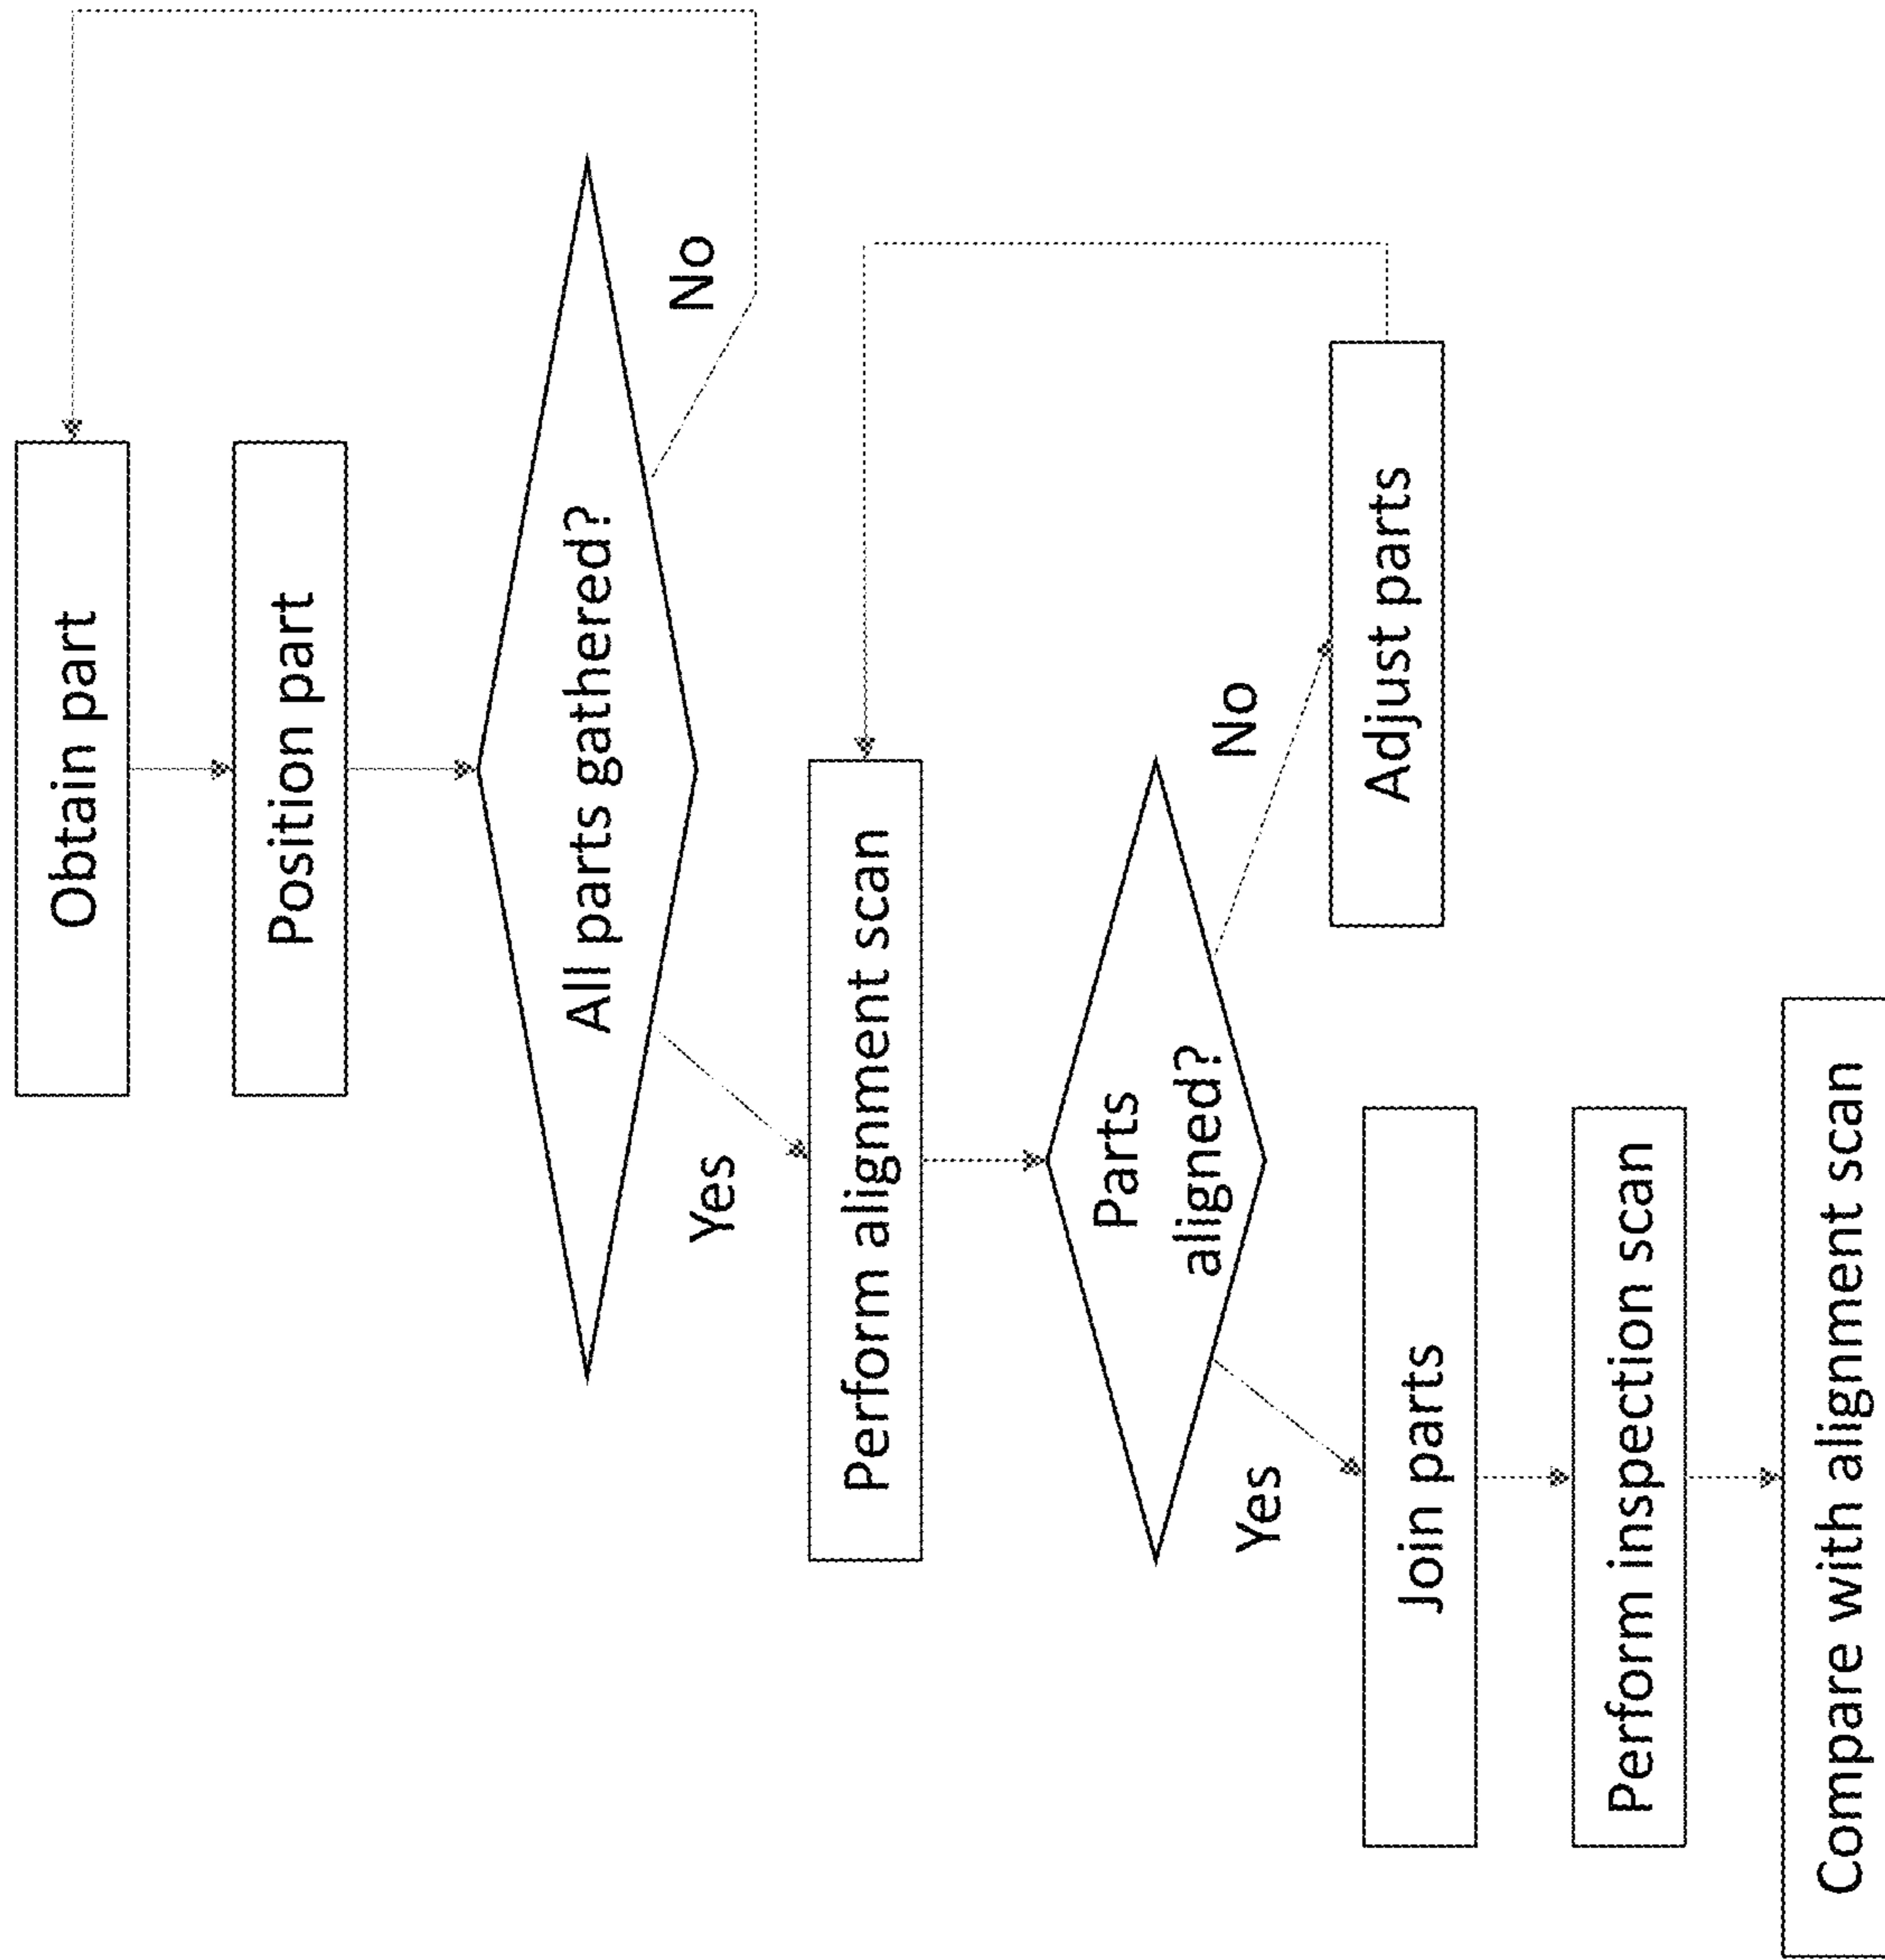 Obtain part
Position part
All parts gathered?
No
Yes
Perform alignment scan
Parts
aligned?
No
Yes
Adjust parts
Join parts
Perform inspection scan
Compare with alignment scan